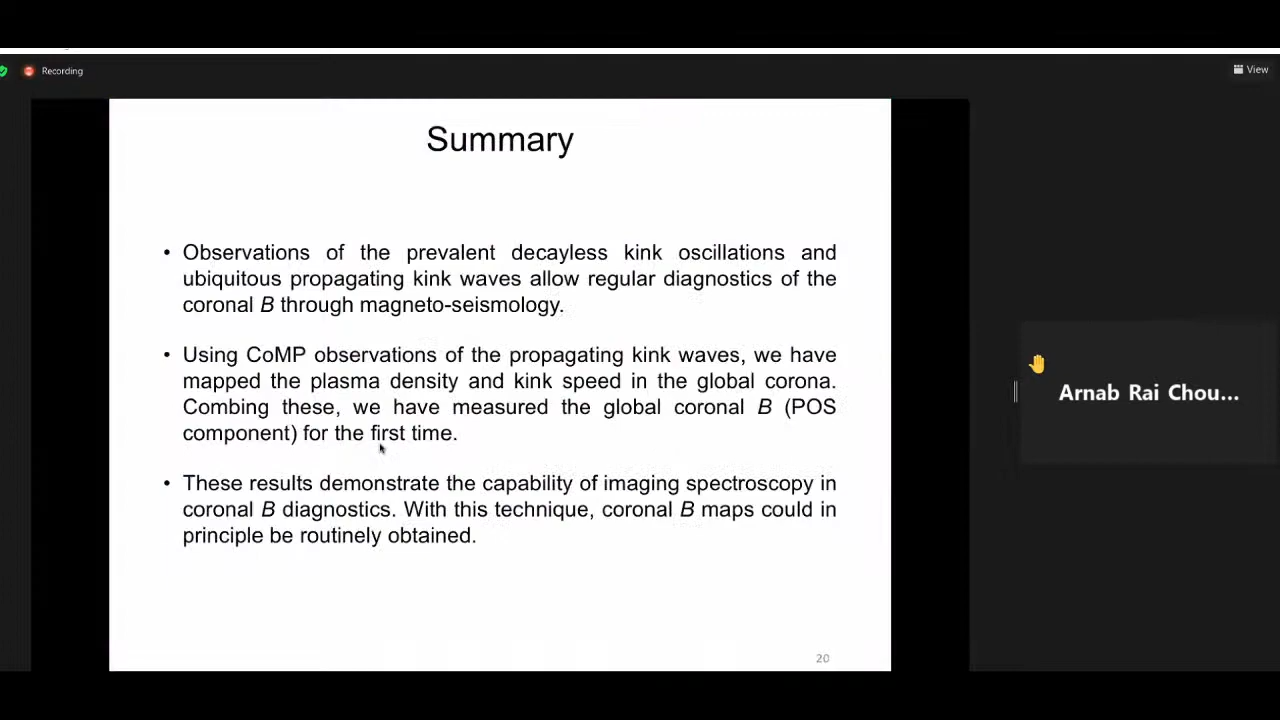 Recording
View
Summary
• Observations of the prevalent decayless kink oscillations and
ubiquitous propagating kink waves allow regular diagnostics of the
coronal B through magneto-seismology.
• Using CoMP observations of the propagating kink waves, we have
mapped the plasma density and kink speed in the global corona.
Combing these, we have measured the global coronal B (POS
component) for the first time.
• These results demonstrate the capability of imaging spectroscopy in
coronal B diagnostics. With this technique, coronal B maps could in
principle be routinely obtained.
20
Arnab Rai Chou...